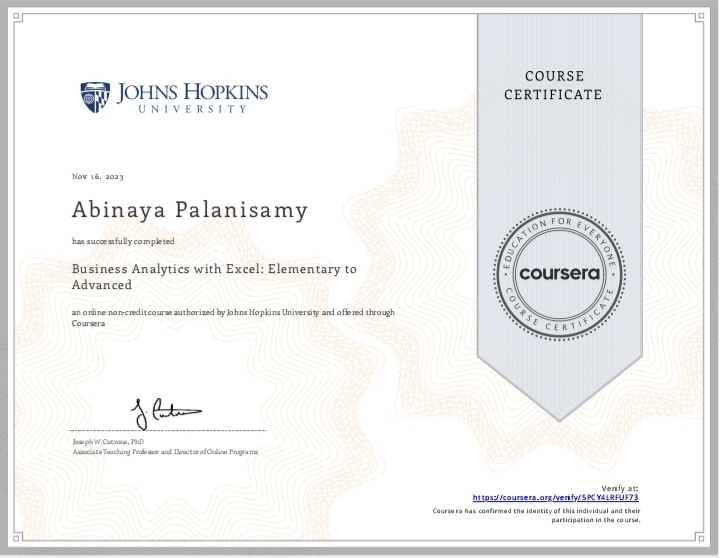 JOHNS HOPKINS
UNIVERSITY
COURSE
CERTIFICATE
Nov 16, 2023
Abinaya Palanisamy
has successfully completed
Business Analytics with Excel: Elementary to
Advanced
an online non-credit course authorized by Johns Hopkins University and offered through
Coursera
EDUCATION FOR EVERYONE
coursera
COURSE CERTIFICATE
Joseph W. Cutrone, PhD
Associate Teaching Professor and Director of Online Programs
Verify at:
https://coursera.org/verify/5PCY4LRFUF73
Coursera has confirmed the identity of this individual and their
participation in the course.